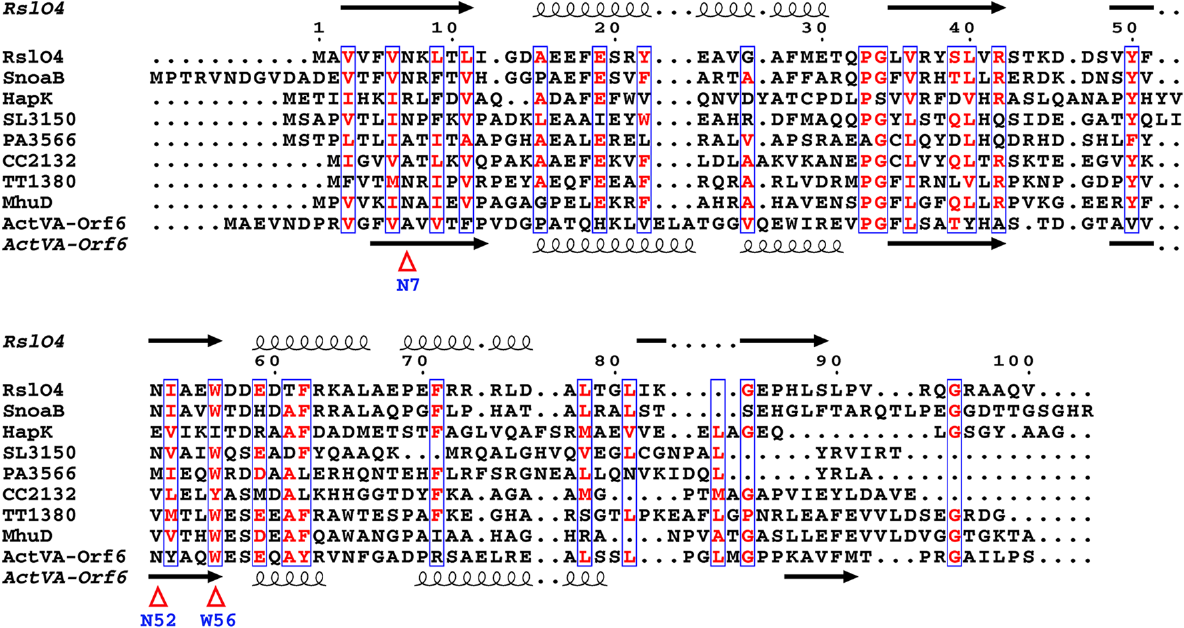 RslO4
1 10 20 30 40 50
RslO4 MAVVFVNKLTLI.GDAEEFESRY...EAVG.AFMETQPGLVRYSLVRSTKD.DSVYF..
SnoaB MPTRVNDGVDADEVTFVNRFTVH.GGPAEFESVF...ARTA.AFFARQPGFVRHTLLRERDK.DNSYV..
HapK .........METIIHKIRLFDVAQ..ADAFEFWV...QNVDYATCPDLPSVVRFDVHRASLQANAPYHYV
SL3150 .........MSAPVTLINPFKVPADKLEAAIEYW...EAHR.DFMAQQPGYLSTQLHQSIDE.GATYQLI
PA3566 .........MSTPLTLIATITAAPGHAEALEREL...RALV.APSRAEAGCLQYDLHQDRHD.SHLFY..
CC2132 ............MIGVVATLKVQPAKAAEFEKVF...LDLAAKVKANEPGCLVYQLTRSKTE.EGVYK..
TT1380 ...........MFVTMNRIPVRPEYAEQFEEAF...RQRA.RLVDRMPGFIRNLVLRPKNP.GDPYV..
MhuD ...........MPVVKINAIEVPAGAGPELEKRF...AHRA.HAVENSPGFLGFQLLRPVKG.EERYF..
ActVA-Orf6 .....MAEVNDPRVGFVAVVTFPVDGPATQHKLVELATGGVQEWIREVPGFLSATYHAS.TD.GTAVV..
ActVA-Orf6
N7
RslO4
60 70 80 90 100
RslO4 NIAEWDDEDTFRKALAEPEFRR.RLD..ALTGLIK.....GEPHLSLPV...RQGRAAQV....
SnoaB NIAVWTDHDAFRRALAQPGFLP.HAT..ALRALST.....SEHGLFTARQTLPEGGDTTGSGHR
HapK EVIKITDRAAFDADMETSTFAGLVQAFSRMAEVVE..ELAGEQ..........LGSGY.AAG..
SL3150 NVAIWQSEADFYQAAQK...MRQALGHVQVEGLCGNPAL......YRVIRT.............
PA3566 MIEQWRDDAALERHQNTEHFLRFSRGNEALLQNVKIDQL......YRLA...............
CC2132 VLELYASMDALKHHGGTDYFKA..AGA..AMG....PTMAGAPVIEYLDAVE............
TT1380 VMTLWESEEAFRAWTESPAFKE.GHA..RSGTLPKEAFLGPNRLEAFEVVLDSEGRDG......
MhuD VVTHWESDEAFQAWANGPAIAA.HAG..HRA...NPVATGASLLEFEVVLDVGGTGKTA.....
ActVA-Orf6 NYAQWESEQAYRVNFGADPRSAELRE..ALSSL..PGLMGPPKAVFMT...PRGAILPS.....
ActVA-Orf6
N52 W56